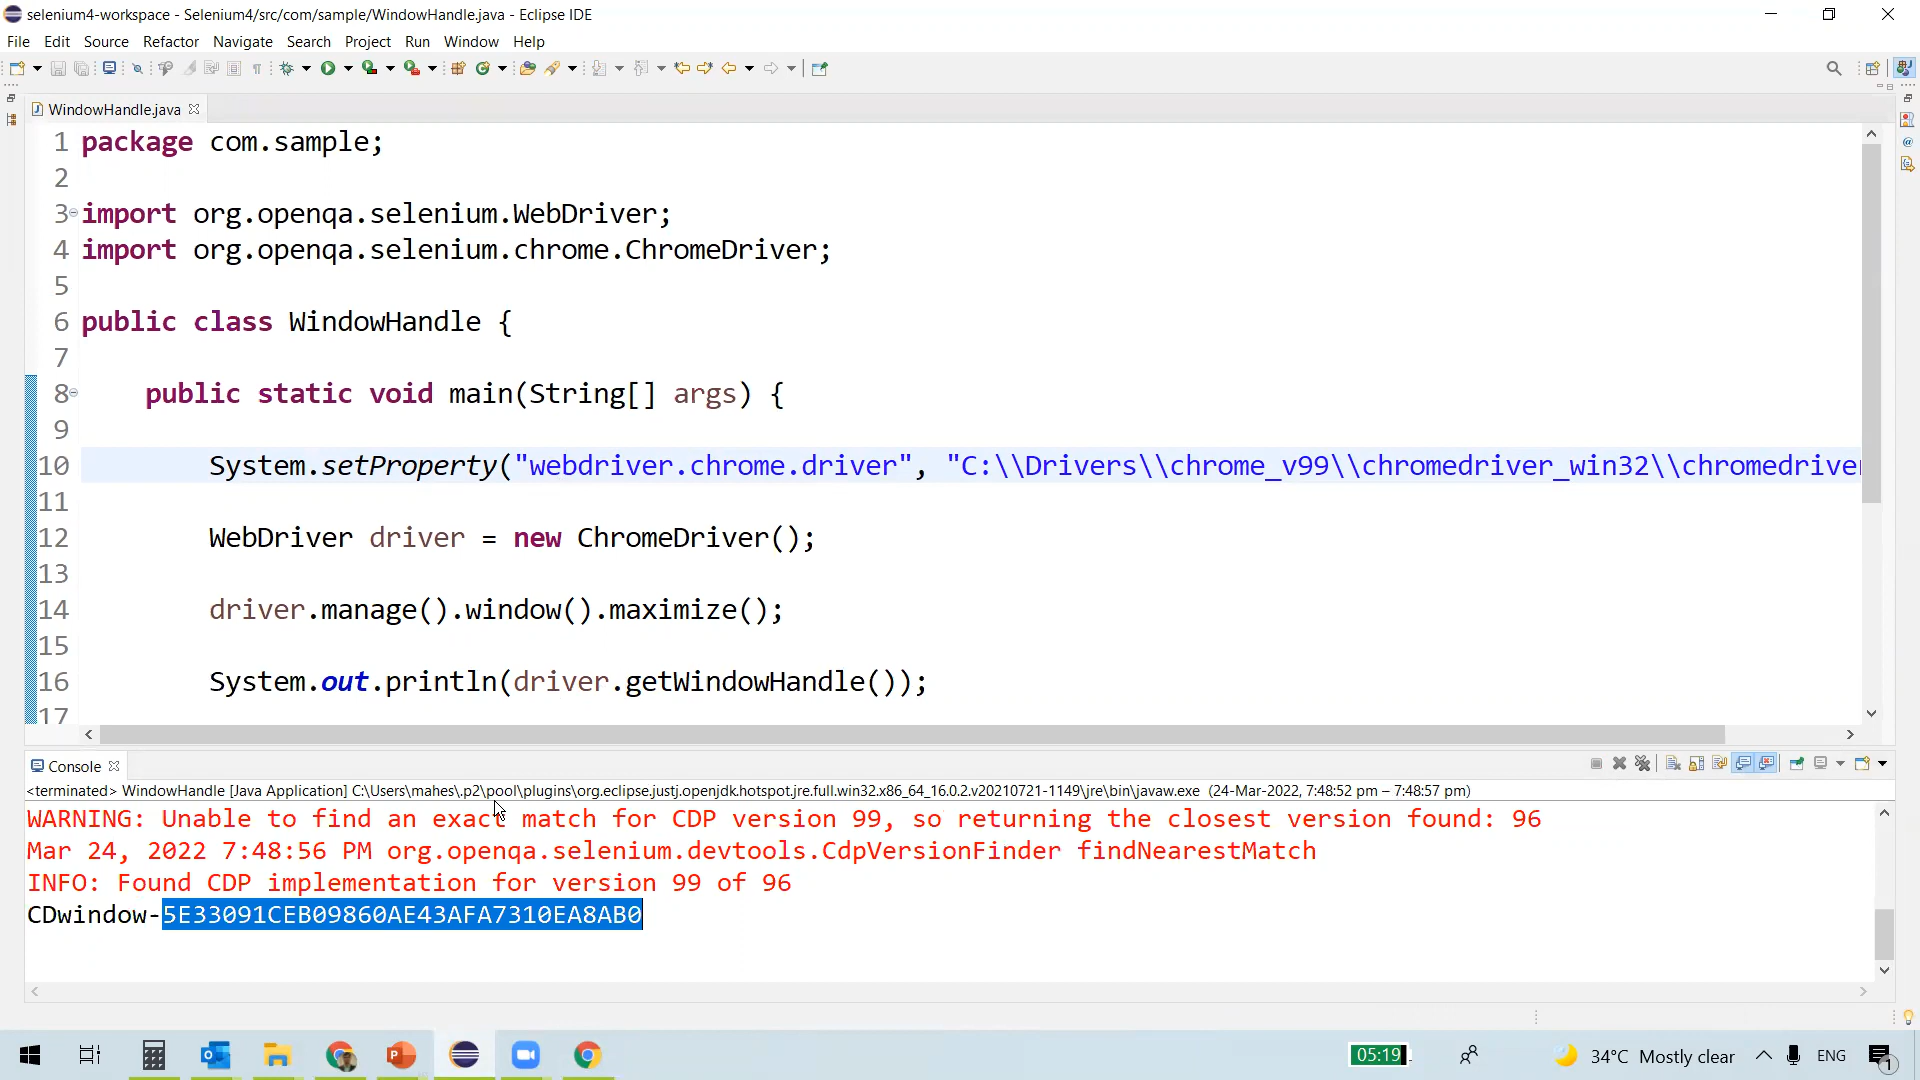 selenium4-workspace - Selenium4/src/com/sample/WindowHandle.java - Eclipse IDE
File Edit Source Refactor Navigate Search Project Run Window Help
WindowHandle.java
1 package com.sample;
2
3 import org.openqa.selenium.WebDriver;
4 import org.openqa.selenium.chrome.ChromeDriver;
5
6 public class WindowHandle {
7
8 public static void main(String[] args) {
9
10 System.setProperty("webdriver.chrome.driver", "C:\\Drivers\\chrome_v99\\chromedriver_win32\\chromedriver
11
12 WebDriver driver = new ChromeDriver();
13
14 driver.manage().window().maximize();
15
16 System.out.println(driver.getWindowHandle());
17
Console
<terminated> WindowHandle [Java Application] C:\Users\mahes\.p2\pool\plugins\org.eclipse.justj.openjdk.hotspot.jre.full.win32.x86_64_16.0.2.v20210721-1149\jre\bin\javaw.exe (24-Mar-2022, 7:48:52 pm – 7:48:57 pm)
WARNING: Unable to find an exact match for CDP version 99, so returning the closest version found: 96
Mar 24, 2022 7:48:56 PM org.openqa.selenium.devtools.CdpVersionFinder findNearestMatch
INFO: Found CDP implementation for version 99 of 96
CDwindow-5E33091CEB09860AE43AFA7310EA8AB0
05:19 34°C Mostly clear ENG 1